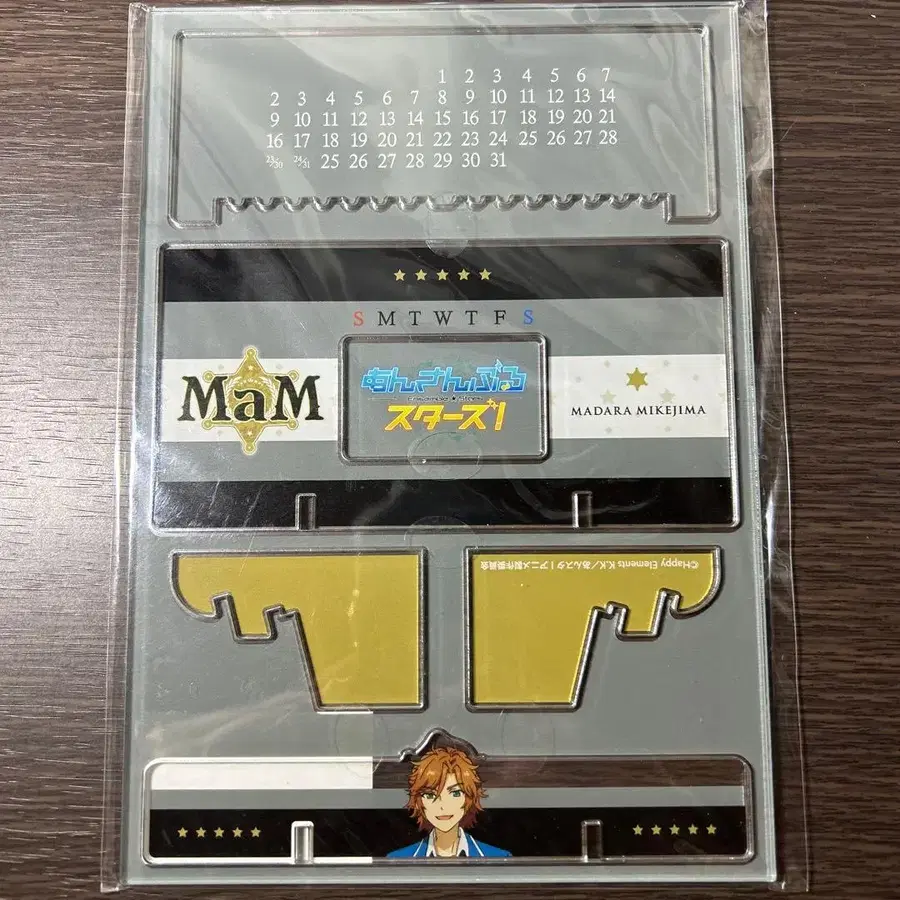 1 2 3 4 5 6 7
2 3 4 5 6 7 8 9 10 11 12 13 14
9 10 11 12 13 14 15 16 17 18 19 20 21
16 17 18 19 20 21 22 23 24 25 26 27 28
23/30 24/31 25 26 27 28 29 30 31
S M T W T F S
MaM
あんさんぶる
Ensemble Stars
スターズ!
MADARA MIKEJIMA
©Happy Elements K.K/あんスタ!アニメ製作委員会